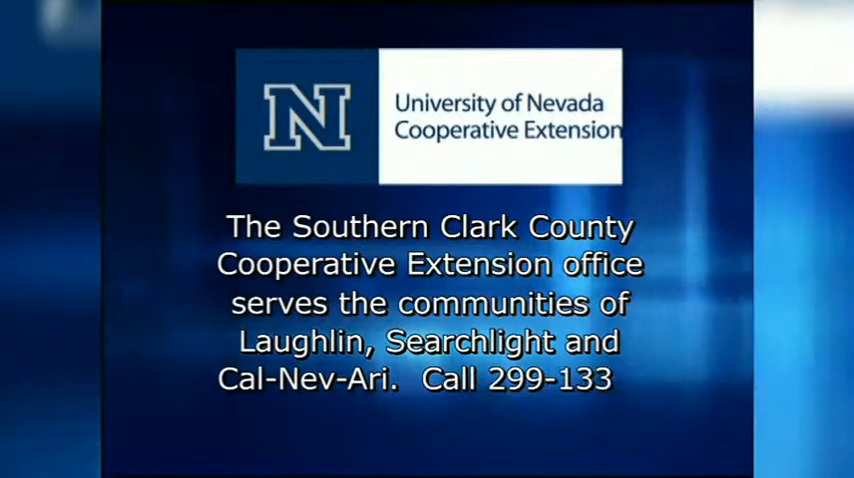 N
University of Nevada
Cooperative Extension
The Southern Clark County
Cooperative Extension office
serves the communities of
Laughlin, Searchlight and
Cal-Nev-Ari.  Call 299-133